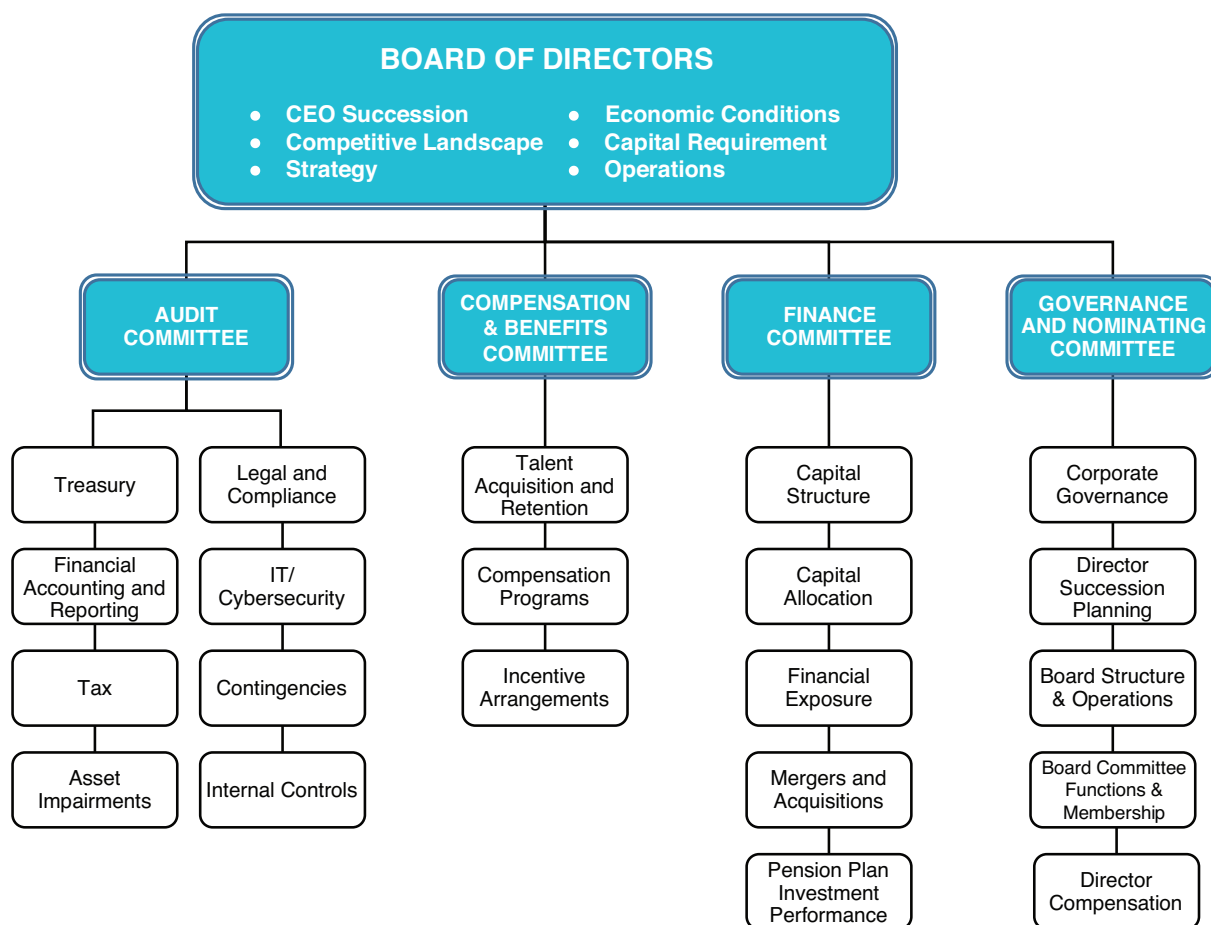 BOARD OF DIRECTORS
● CEO Succession
● Competitive Landscape
● Strategy
● Economic Conditions
● Capital Requirement
● Operations
AUDIT
COMMITTEE
COMPENSATION
& BENEFITS
COMMITTEE
FINANCE
COMMITTEE
GOVERNANCE
AND NOMINATING
COMMITTEE
Treasury
Financial
Accounting and
Reporting
Tax
Asset
Impairments
Legal and
Compliance
IT/
Cybersecurity
Contingencies
Internal Controls
Talent
Acquisition and
Retention
Compensation
Programs
Incentive
Arrangements
Capital
Structure
Capital
Allocation
Financial
Exposure
Mergers and
Acquisitions
Pension Plan
Investment
Performance
Corporate
Governance
Director
Succession
Planning
Board Structure
& Operations
Board Committee
Functions &
Membership
Director
Compensation